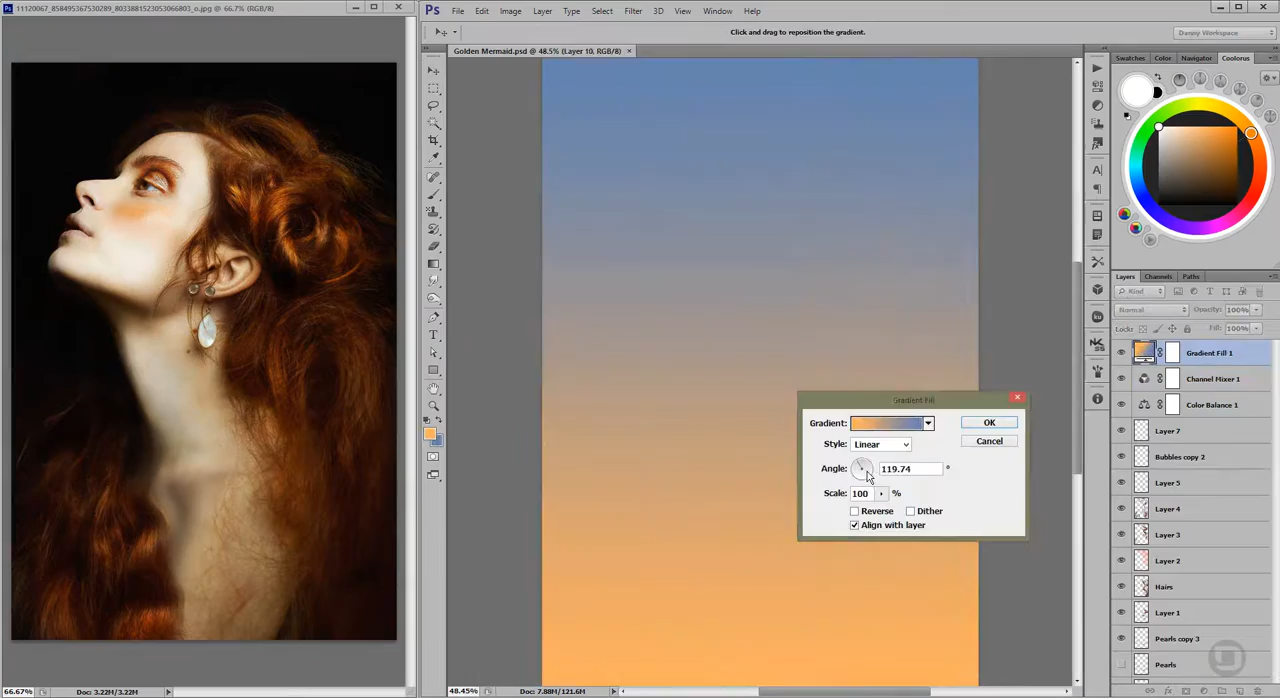 11120067_858495367530289_8033881523053066803_o.jpg @ 66.7% (RGB/8)
Ps File Edit Image Layer Type Select Filter 3D View Window Help
Click and drag to reposition the gradient.
Danny Workspace
Golden Mermaid.psd @ 48.5% (Layer 10, RGB/8) ×
Swatches Color Navigator Coolorus
Layers Channels Paths
Kind
Normal Opacity: 100%
Lock: Fill: 100%
Gradient Fill 1
Channel Mixer 1
Color Balance 1
Layer 7
Bubbles copy 2
Layer 5
Layer 4
Layer 3
Layer 2
Hairs
Layer 1
Pearls copy 3
Pearls
Gradient Fill
Gradient: OK
Style: Linear Cancel
Angle: 119.74 °
Scale: 100 %
Reverse Dither
Align with layer
66.67% Doc: 3.22M/3.22M
48.45% Doc: 7.88M/121.6M